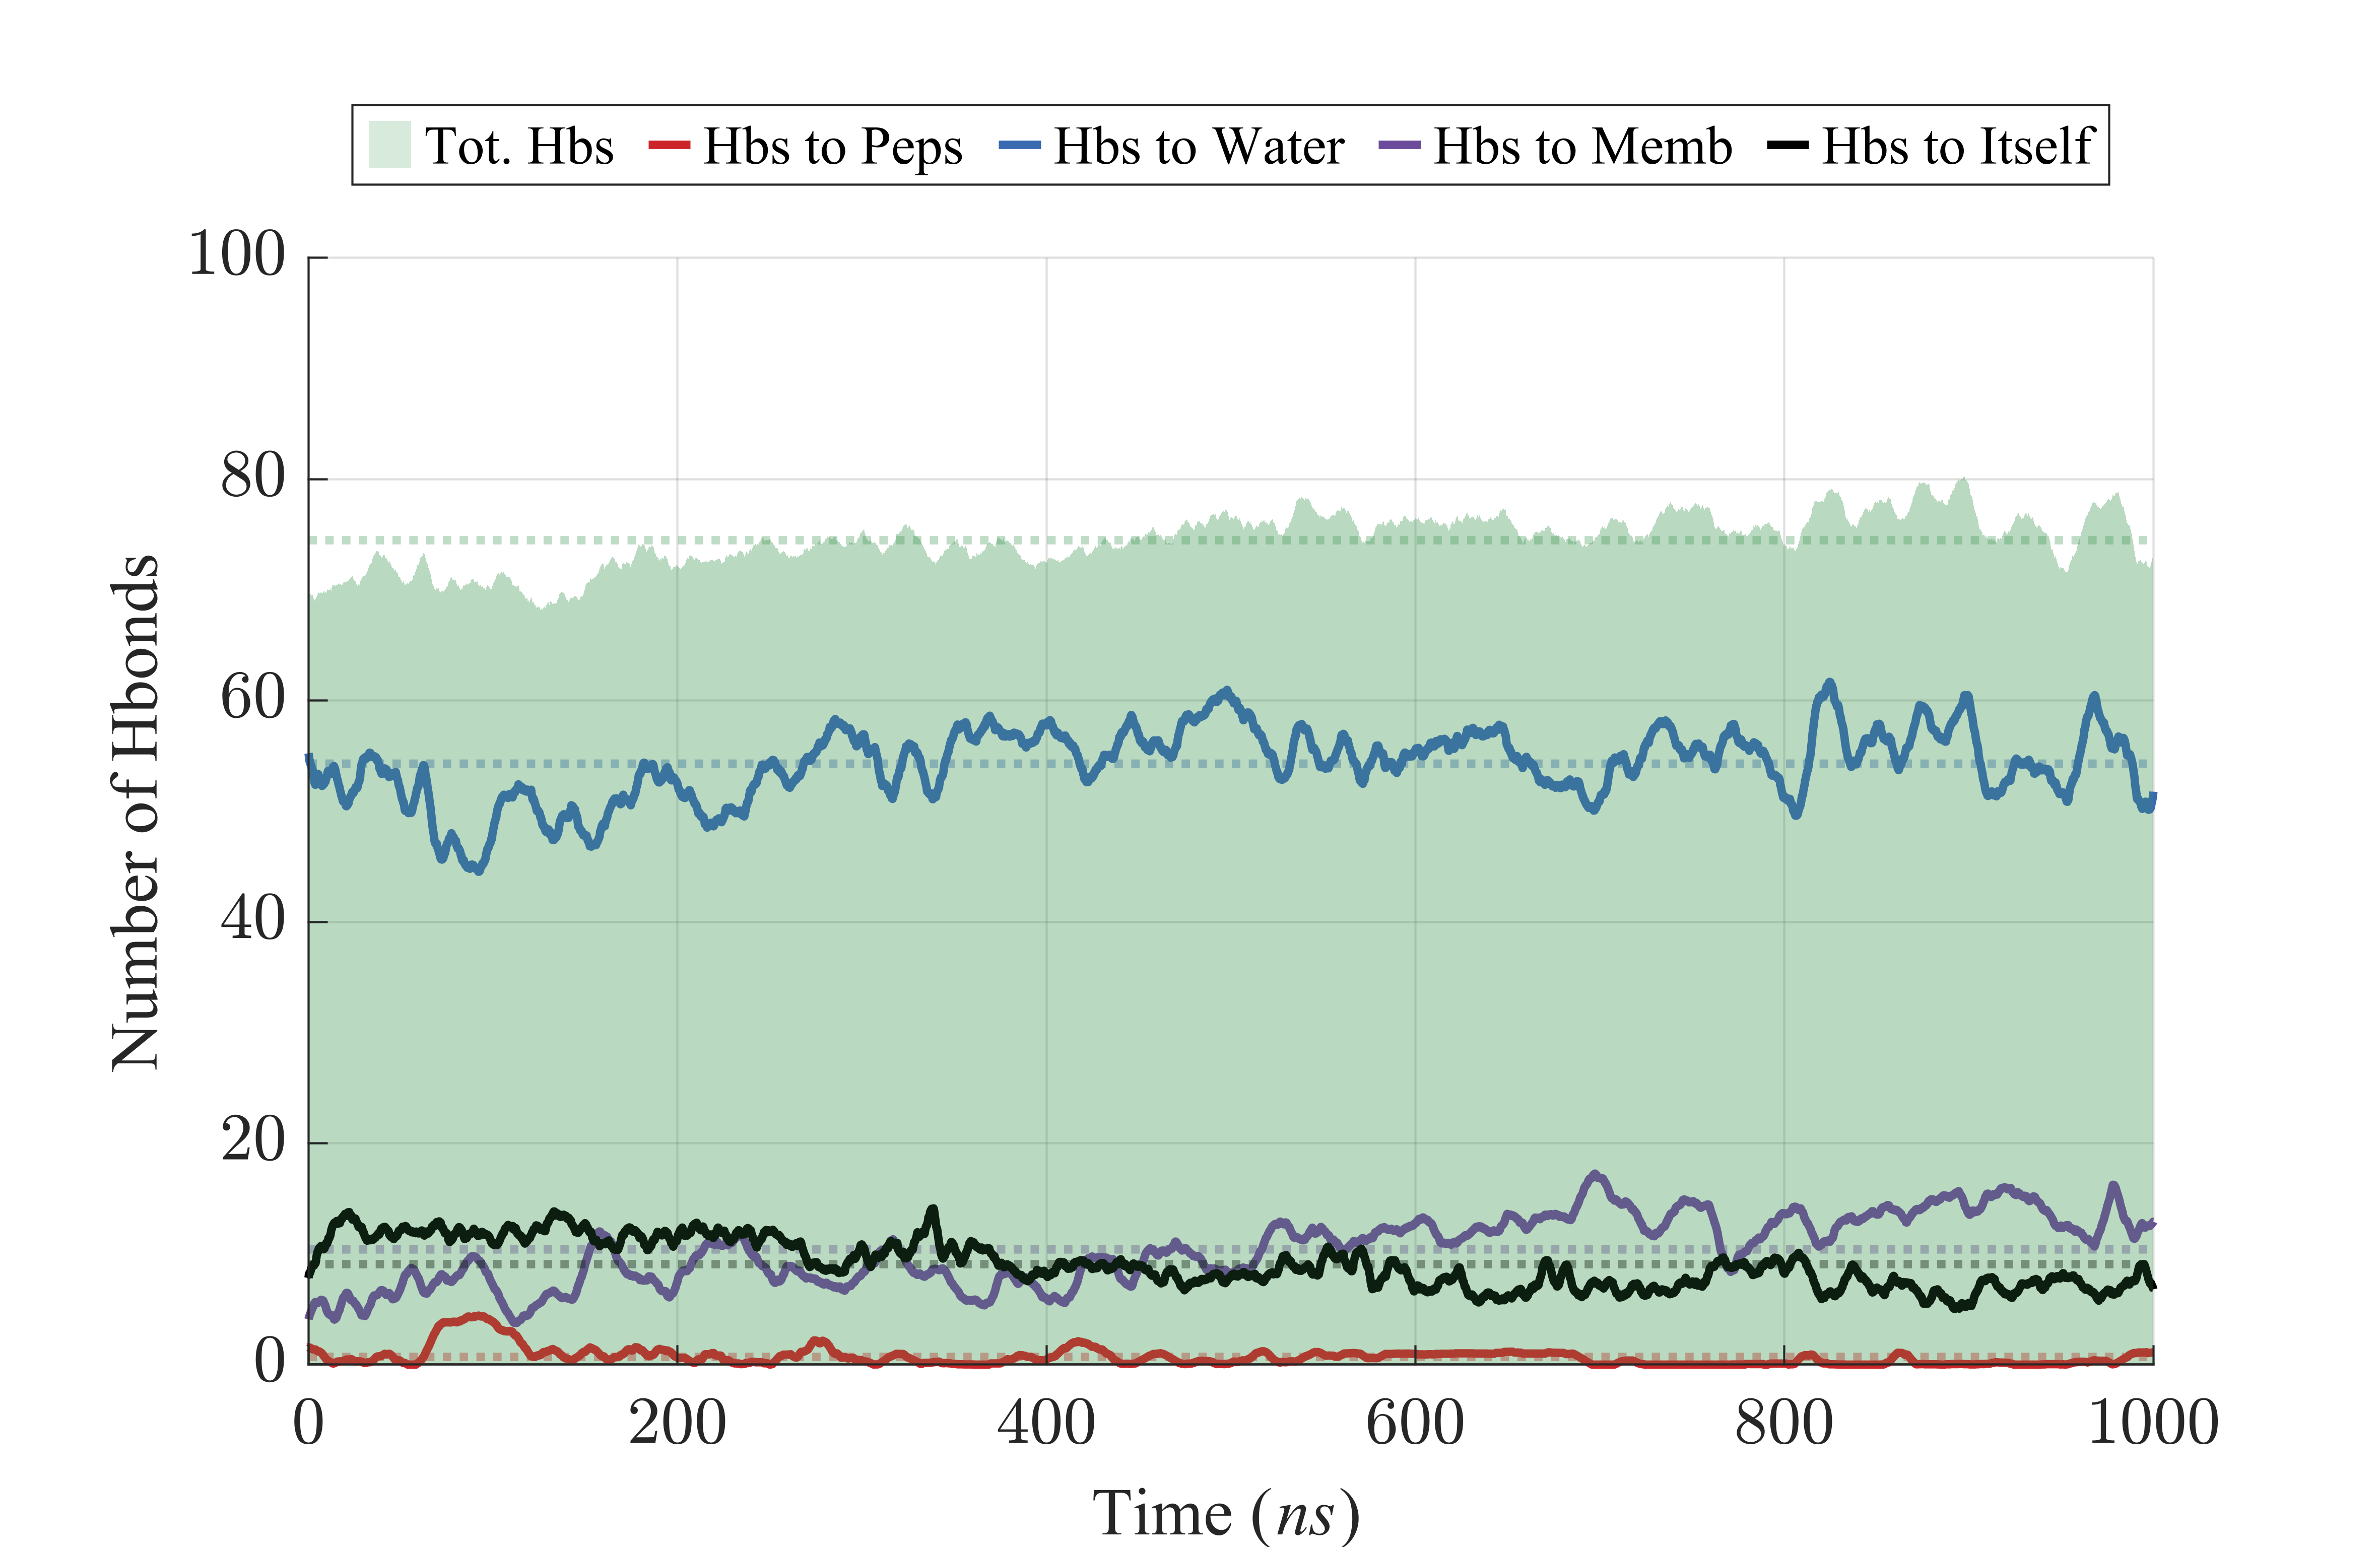 Tot. Hbs Hbs to Peps Hbs to Water Hbs to Memb Hbs to Itself
100
80
60
40
20
0
Number of Hbonds
0 200 400 600 800 1000
Time (ns)